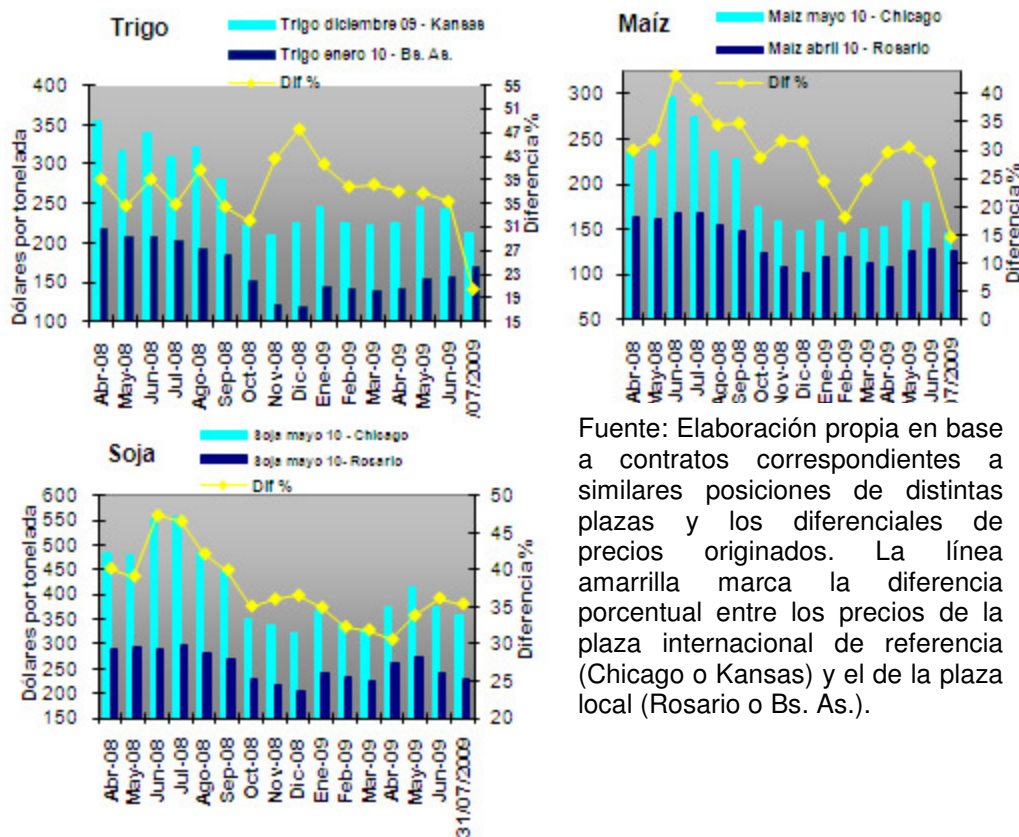 Trigo
Trigo diciembre 09 - Kansas
Trigo enero 10 - Bs. As.
Dif %
Dólares por tonelada
400
350
300
250
200
150
100
55
51
47
43
39
35
31
27
23
19
15
Diferencia%
Abr-08
May-08
Jun-08
Jul-08
Ago-08
Sep-08
Oct-08
Nov-08
Dic-08
Ene-09
Feb-09
Mar-09
Abr-09
May-09
Jun-09
/07/2009
Maíz
Maiz mayo 10 - Chicago
Maiz abril 10 - Rosario
Dif %
300
250
200
150
100
50
40
35
30
25
20
15
10
5
0
Diferencia%
Abr-08
May-08
Jun-08
Jul-08
Ago-08
Sep-08
Oct-08
Nov-08
Dic-08
Ene-09
Feb-09
Mar-09
Abr-09
May-09
Jun-09
07/2009
Soja
Soja mayo 10 - Chicago
Soja mayo 10- Rosario
Dif %
Dólares por tonelada
600
550
500
450
400
350
300
250
200
150
50
45
40
35
30
25
20
Diferencia%
Abr-08
May-08
Jun-08
Jul-08
Ago-08
Sep-08
Oct-08
Nov-08
Dic-08
Ene-09
Feb-09
Mar-09
Abr-09
May-09
Jun-09
31/07/2009
Fuente: Elaboración propia en base
a contratos correspondientes a
similares posiciones de distintas
plazas y los diferenciales de
precios originados. La línea
amarrilla marca la diferencia
porcentual entre los precios de la
plaza internacional de referencia
(Chicago o Kansas) y el de la plaza
local (Rosario o Bs. As.).